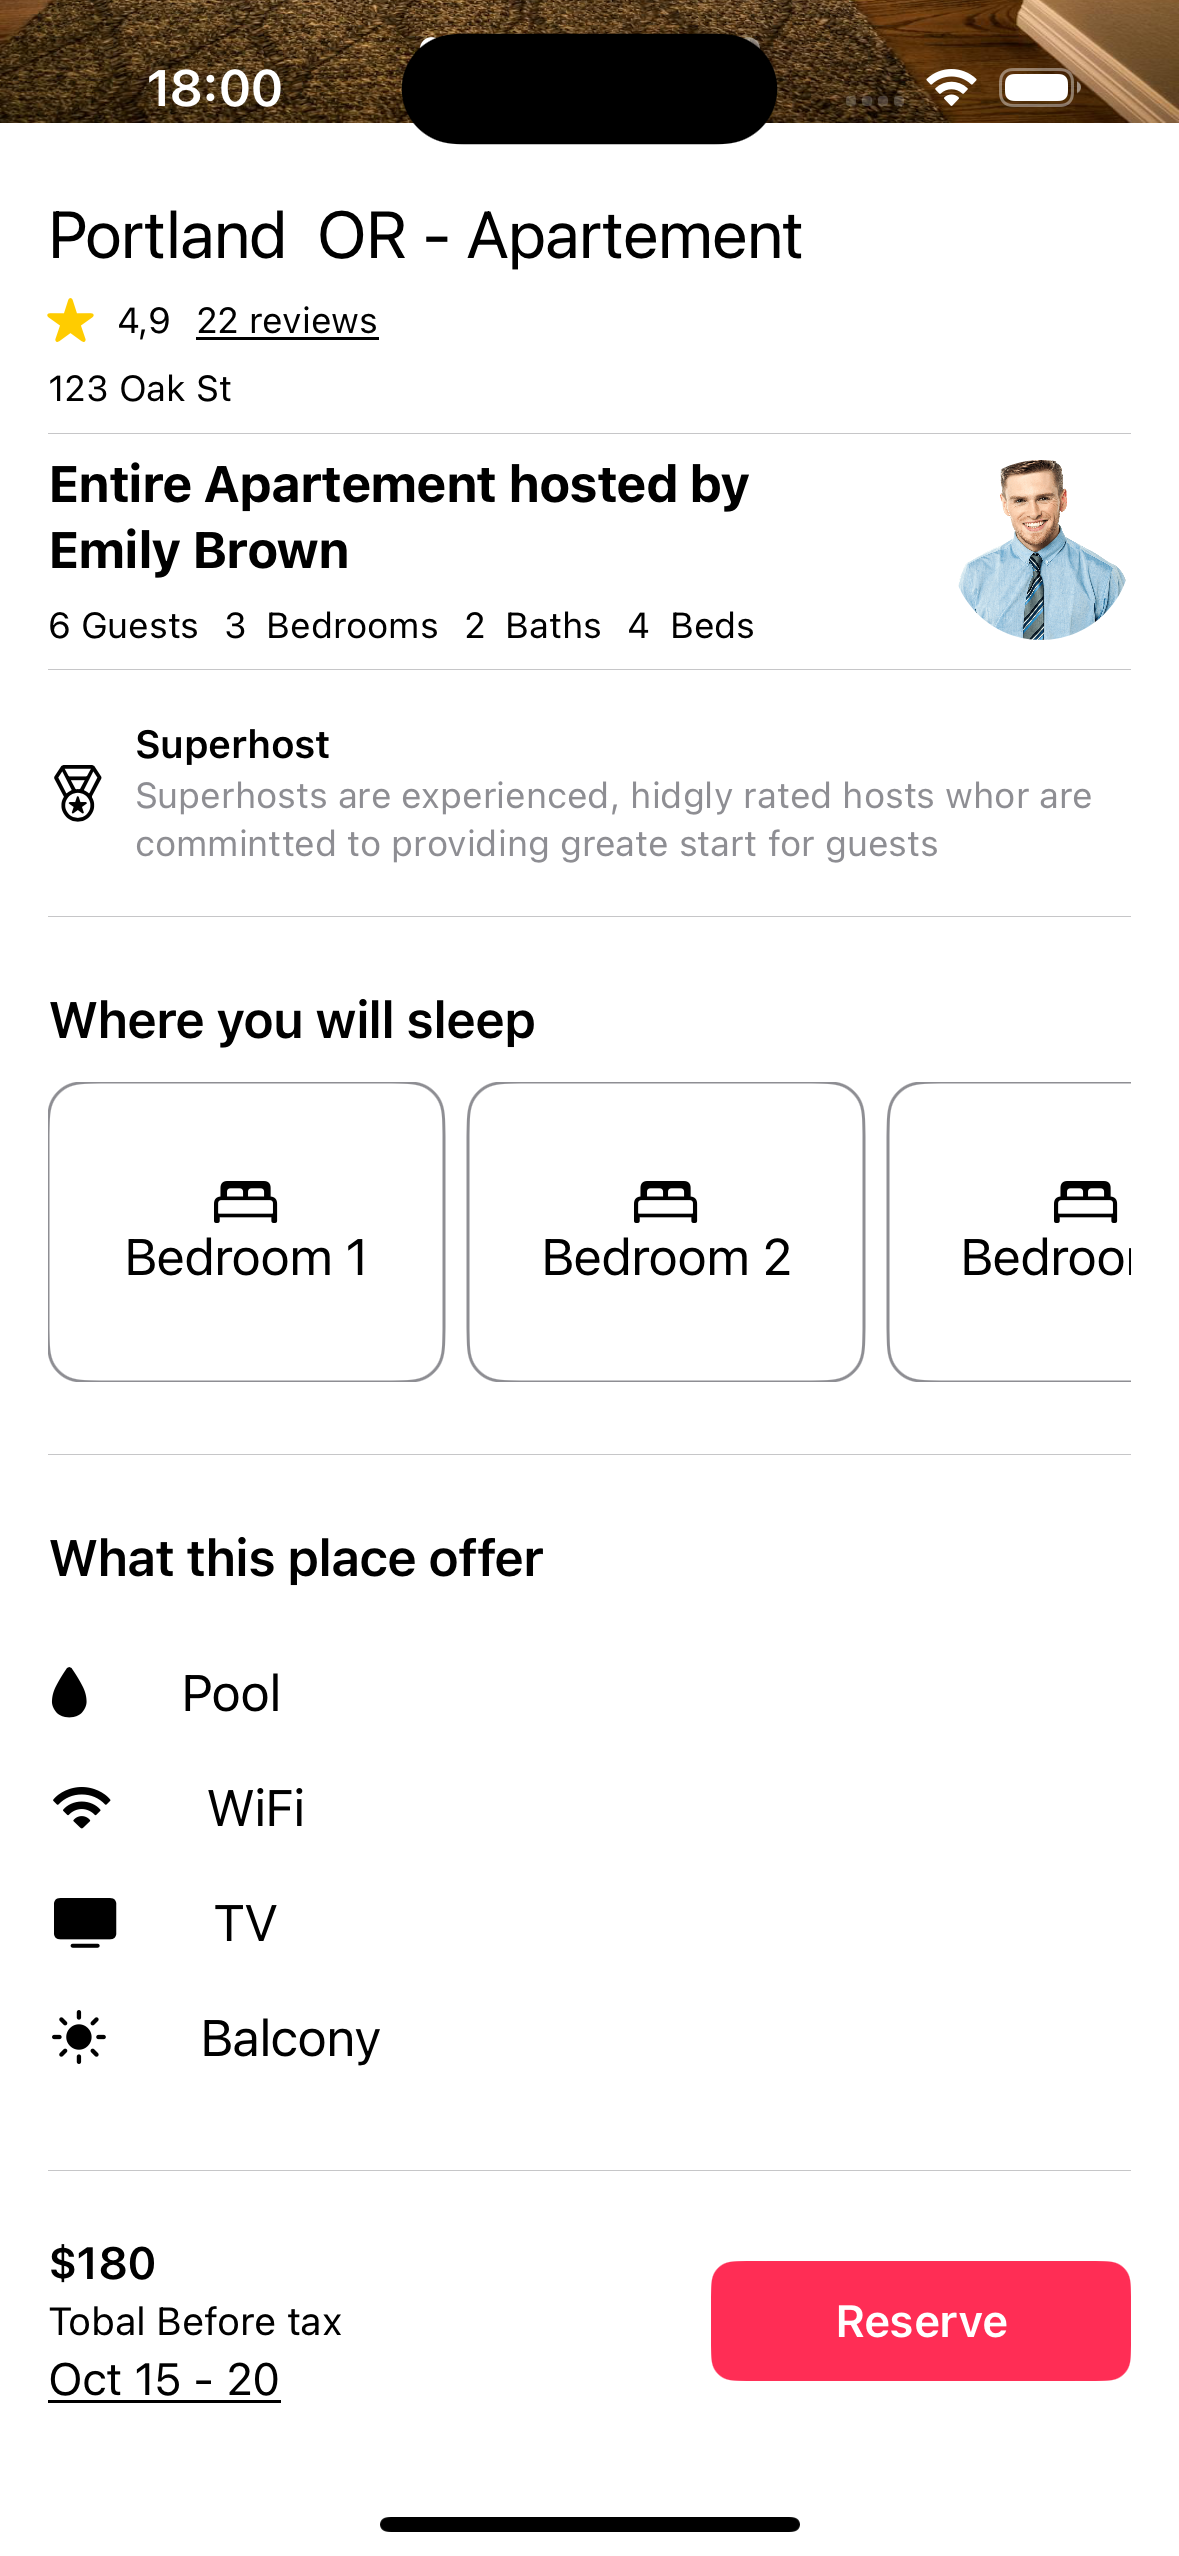 18:00
Portland  OR - Apartement
4,9 22 reviews
123 Oak St
Entire Apartement hosted by
Emily Brown
6 Guests 3 Bedrooms 2 Baths 4 Beds
Superhost
Superhosts are experienced, hidgly rated hosts whor are
commintted to providing greate start for guests
Where you will sleep
Bedroom 1 Bedroom 2
What this place offer
Pool
WiFi
TV
Balcony
$180
Tobal Before tax
Oct 15 - 20
Reserve